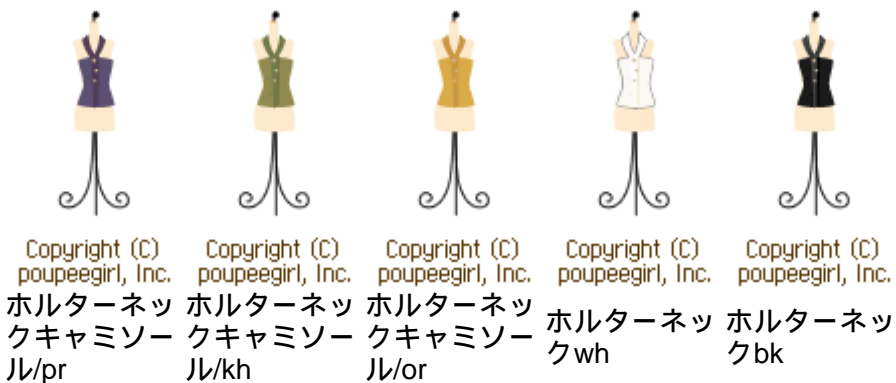 Copyright (C)
poupeegirl, Inc.
ホルターネッ
クキャミソー
ル/pr
Copyright (C)
poupeegirl, Inc.
ホルターネッ
クキャミソー
ル/kh
Copyright (C)
poupeegirl, Inc.
ホルターネッ
クキャミソー
ル/or
Copyright (C)
poupeegirl, Inc.
ホルターネッ
クwh
Copyright (C)
poupeegirl, Inc.
ホルターネッ
クbk